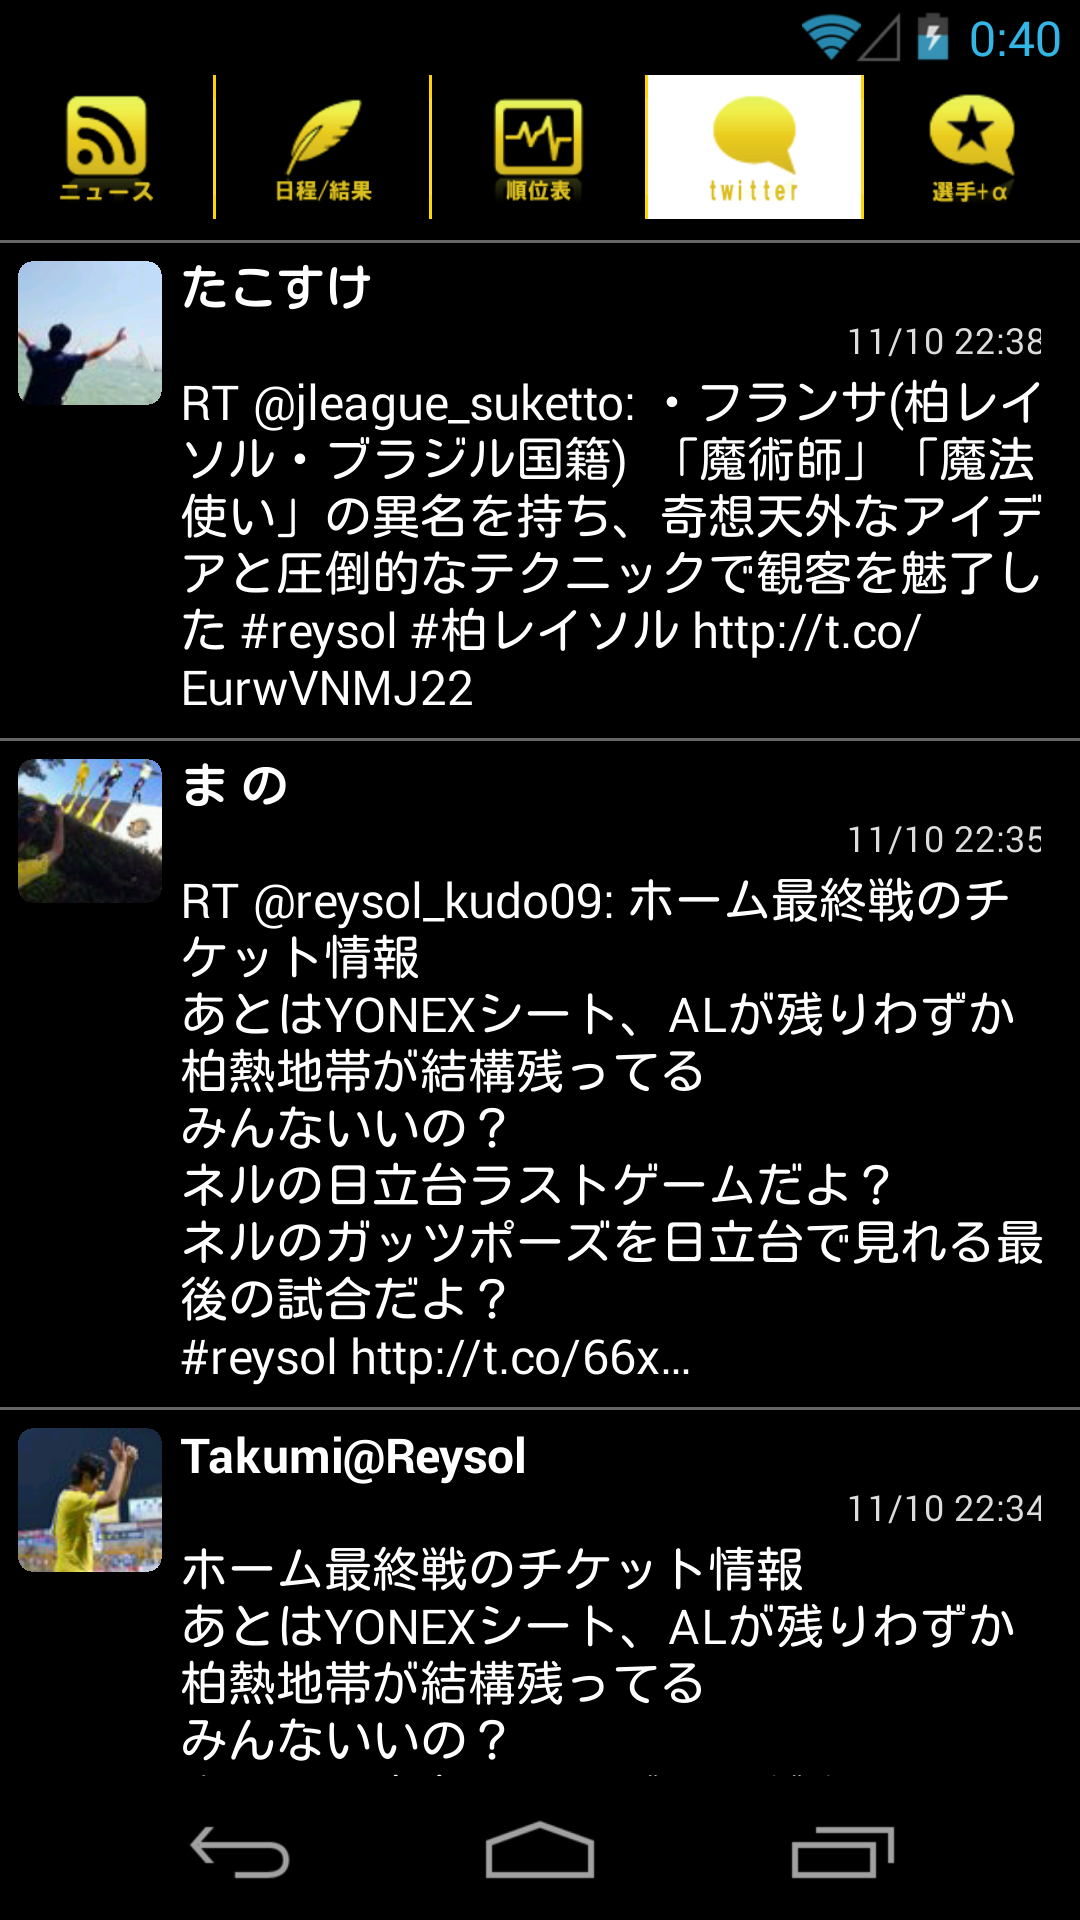 0:40
ニュース
日程/結果
順位表
twitter
選手+α
たこすけ
11/10 22:38
RT @jleague_suketto: ・フランサ(柏レイ
ソル・ブラジル国籍) 「魔術師」「魔法
使い」の異名を持ち、奇想天外なアイデ
アと圧倒的なテクニックで観客を魅了し
た #reysol #柏レイソル http://t.co/
EurwVNMJ22
ま の
11/10 22:35
RT @reysol_kudo09: ホーム最終戦のチ
ケット情報
あとはYONEXシート、ALが残りわずか
柏熱地帯が結構残ってる
みんないいの？
ネルの日立台ラストゲームだよ？
ネルのガッツポーズを日立台で見れる最
後の試合だよ？
#reysol http://t.co/66x...
Takumi@Reysol
11/10 22:34
ホーム最終戦のチケット情報
あとはYONEXシート、ALが残りわずか
柏熱地帯が結構残ってる
みんないいの？